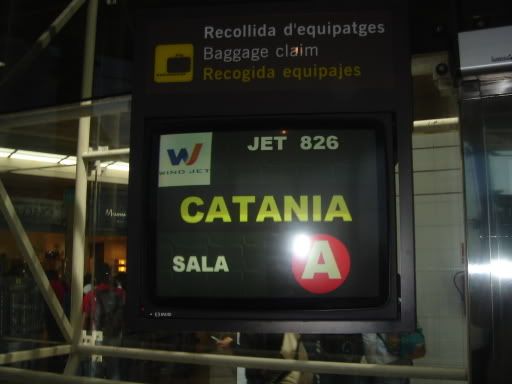 Recollida d'equipatges
Baggage claim
Recogida equipajes
WIND JET
JET 826
CATANIA
SALA A